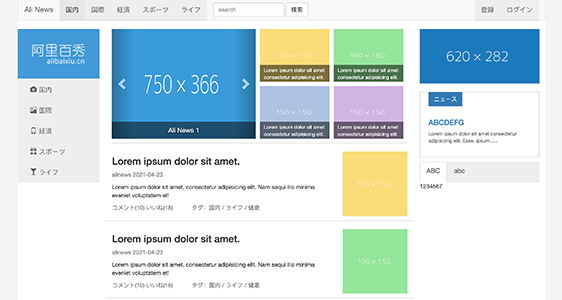 Ali News 国内 国際 経済 スポーツ ライフ search 検索 登録 ログイン
阿里百秀
alibaixiu.cn
国内
国際
経済
スポーツ
ライフ
750 x 366
Ali News 1
150 x 150
Lorem ipsum dolor sit amet consectetur adipisicing elit.
150 x 150
Lorem ipsum dolor sit amet consectetur adipisicing elit.
150 x 150
Lorem ipsum dolor sit amet consectetur adipisicing elit.
150 x 150
Lorem ipsum dolor sit amet consectetur adipisicing elit.
Lorem ipsum dolor sit amet.
alinews 2021-04-23
Lorem ipsum dolor sit amet, consectetur adipisicing elit. Nam sequi illo minima
eveniet voluptatem et!
コメント(10) いいね(18) タグ：国内 / ライフ / 健康
150 x 150
Lorem ipsum dolor sit amet.
alinews 2021-04-23
Lorem ipsum dolor sit amet, consectetur adipisicing elit. Nam sequi illo minima
eveniet voluptatem et!
コメント(10) いいね(18) タグ：国内 / ライフ / 健康
150 x 150
620 x 282
ニュース
ABCDEFG
Lorem ipsum dolor sit amet, consectetur
adipisicing elit. Esse, ipsum......
ABC abc
1234567